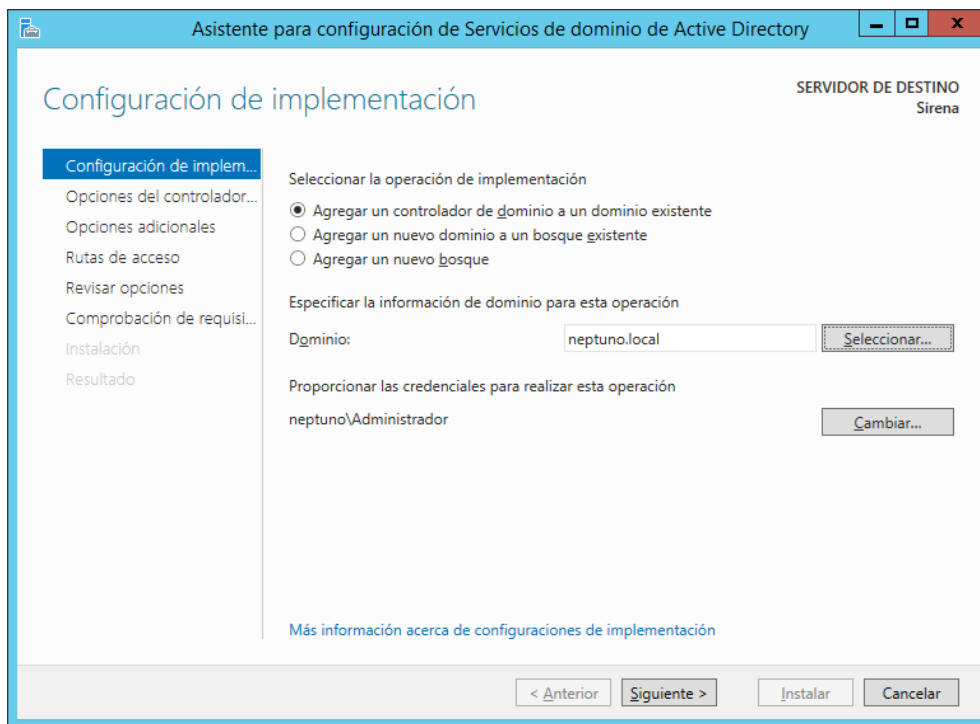 Asistente para configuración de Servicios de dominio de Active Directory
Configuración de implementación
SERVIDOR DE DESTINO
Sirena
Configuración de implem...
Opciones del controlador...
Opciones adicionales
Rutas de acceso
Revisar opciones
Comprobación de requisi...
Instalación
Resultado
Seleccionar la operación de implementación
Agregar un controlador de dominio a un dominio existente
Agregar un nuevo dominio a un bosque existente
Agregar un nuevo bosque
Especificar la información de dominio para esta operación
Dominio: neptuno.local Seleccionar...
Proporcionar las credenciales para realizar esta operación
neptuno\Administrador Cambiar...
Más información acerca de configuraciones de implementación
< Anterior Siguiente > Instalar Cancelar